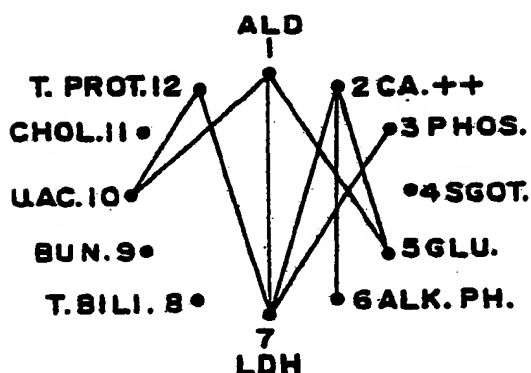 ALD
1
T. PROT. 12
2 CA. ++
CHOL. 11
3 PHOS.
U.AC. 10
4 SGOT.
BUN. 9
5 GLU.
T. BILI. 8
6 ALK. PH.
7
LDH